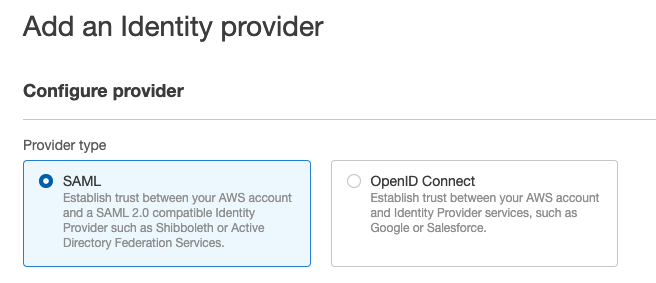 Add an Identity provider
Configure provider
Provider type
SAML
Establish trust between your AWS account
and a SAML 2.0 compatible Identity
Provider such as Shibboleth or Active
Directory Federation Services.
OpenID Connect
Establish trust between your AWS account
and Identity Provider services, such as
Google or Salesforce.